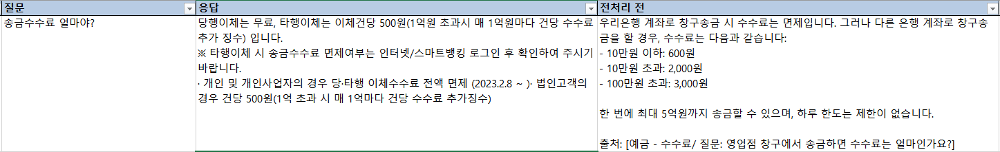 질문
응답
전처리 전
송금수수료 얼마야?
당행이체는 무료, 타행이체는 이체건당 500원(1억원 초과시 매 1억원마다 건당 수수료
추가 징수) 입니다.
※ 타행이체 시 송금수수료 면제여부는 인터넷/스마트뱅킹 로그인 후 확인하여 주시기
바랍니다.
· 개인 및 개인사업자의 경우 당·타행 이체수수료 전액 면제 (2023.2.8 ~ )· 법인고객의
경우 건당 500원(1억 초과 시 매 1억마다 건당 수수료 추가징수)
우리은행 계좌로 창구송금 시 수수료는 면제입니다. 그러나 다른 은행 계좌로 창구송
금을 할 경우, 수수료는 다음과 같습니다:
- 10만원 이하: 600원
- 10만원 초과: 2,000원
- 100만원 초과: 3,000원
한 번에 최대 5억원까지 송금할 수 있으며, 하루 한도는 제한이 없습니다.
출처: [예금 - 수수료/ 질문: 영업점 창구에서 송금하면 수수료는 얼마인가요?]